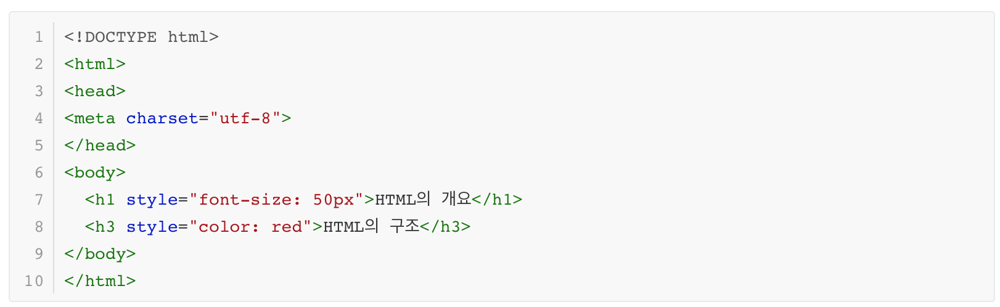 1 <!DOCTYPE html>
2 <html>
3 <head>
4 <meta charset="utf-8">
5 </head>
6 <body>
7   <h1 style="font-size: 50px">HTML의 개요</h1>
8   <h3 style="color: red">HTML의 구조</h3>
9 </body>
10 </html>